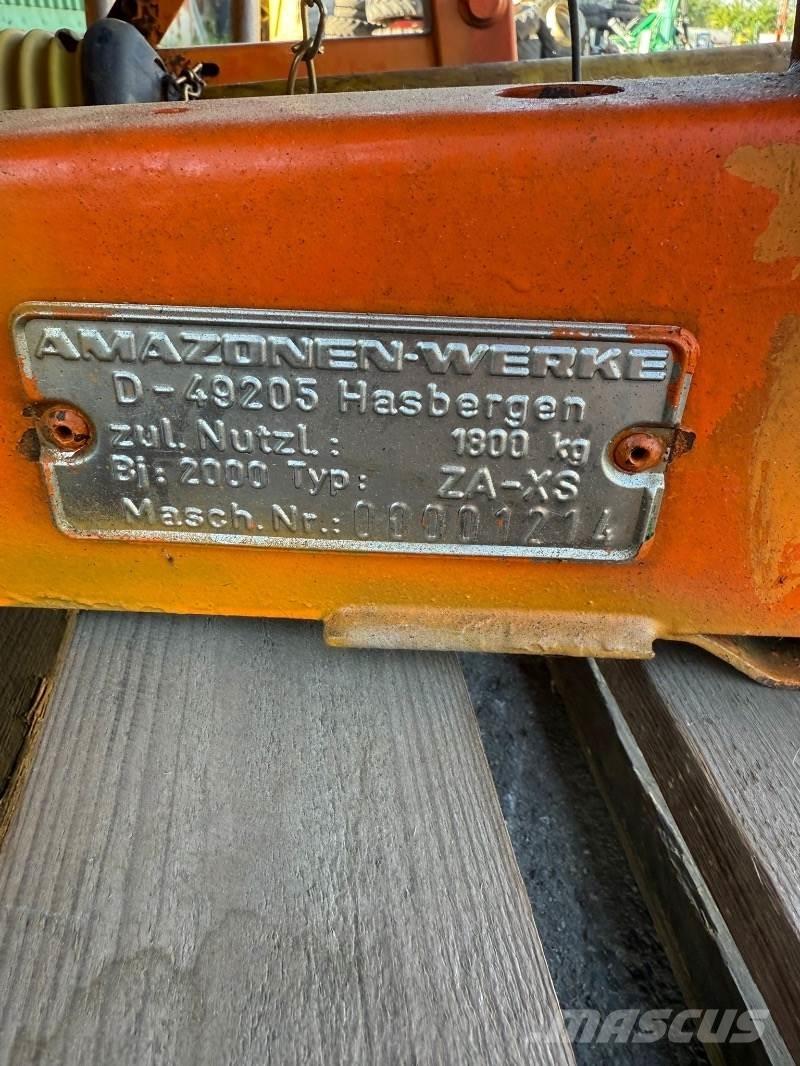 AMAZONEN-WERKE
D-49205 Hasbergen
zul. Nutzl.: 1800 kg
Bj: 2000 Typ: ZA-XS
Masch. Nr.: 00001214
MASCUS